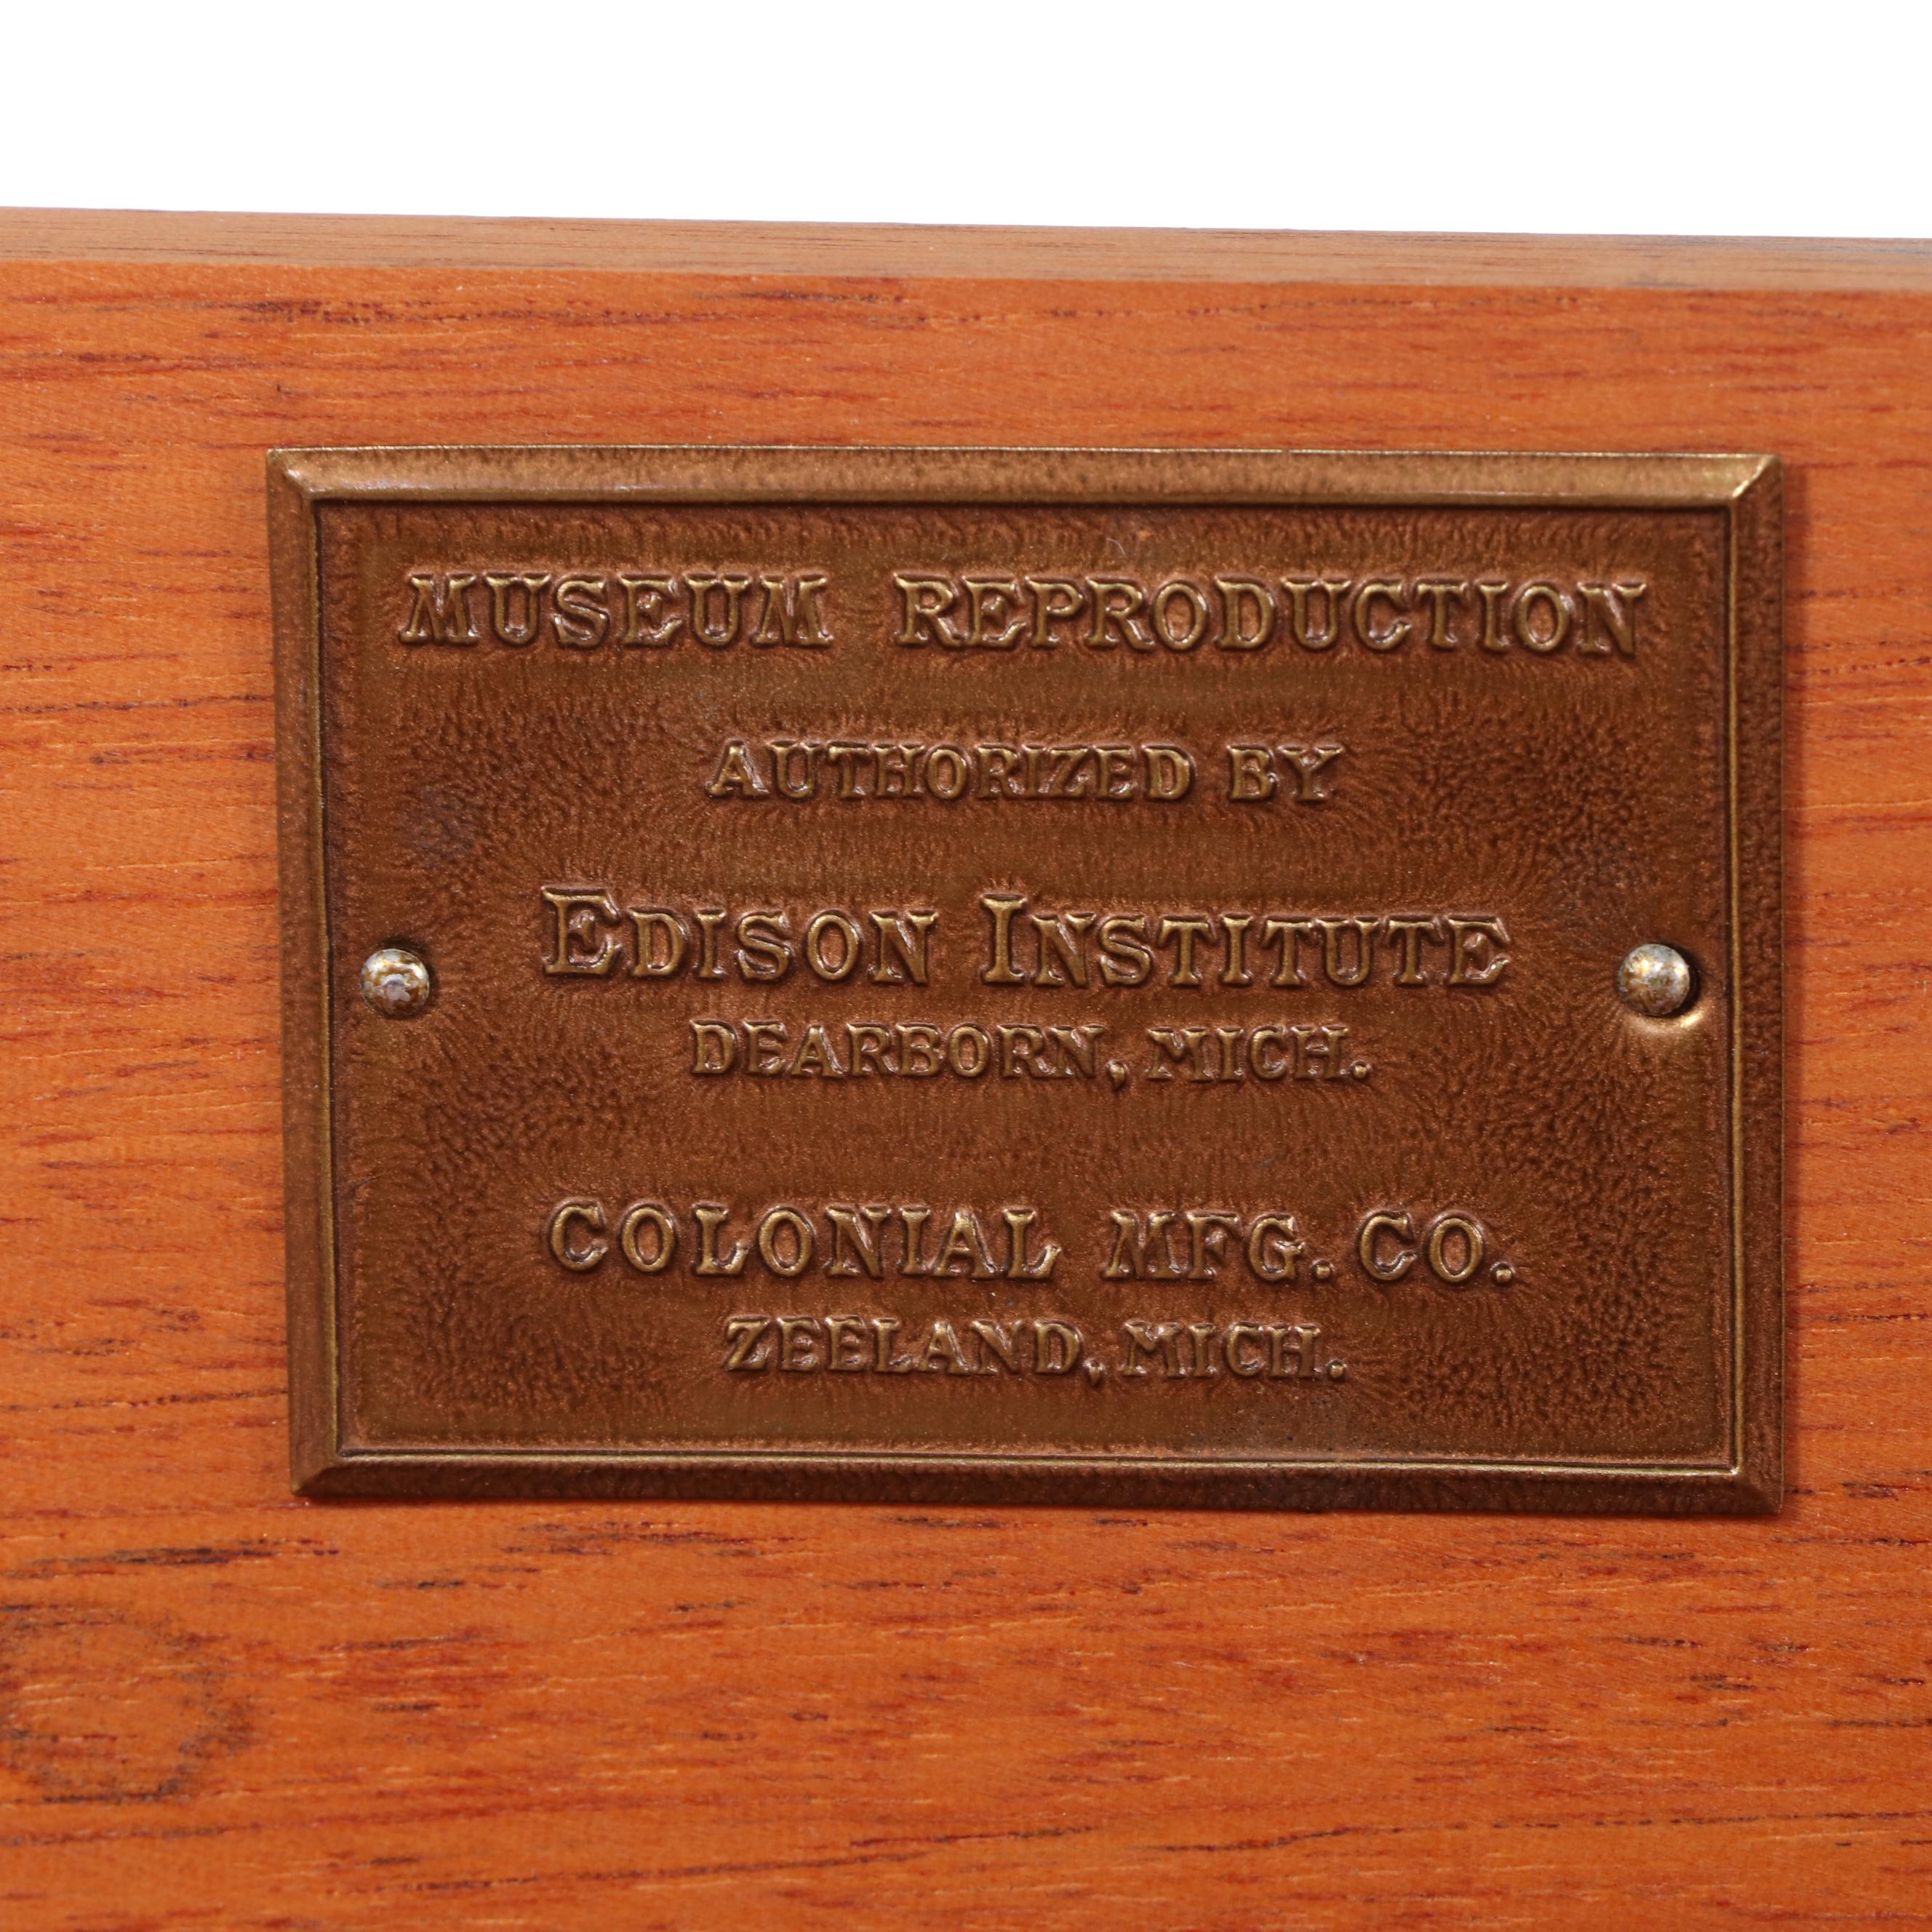 MUSEUM REPRODUCTION
AUTHORIZED BY
EDISON INSTITUTE
DEARBORN, MICH.
COLONIAL MFG. CO.
ZEELAND, MICH.